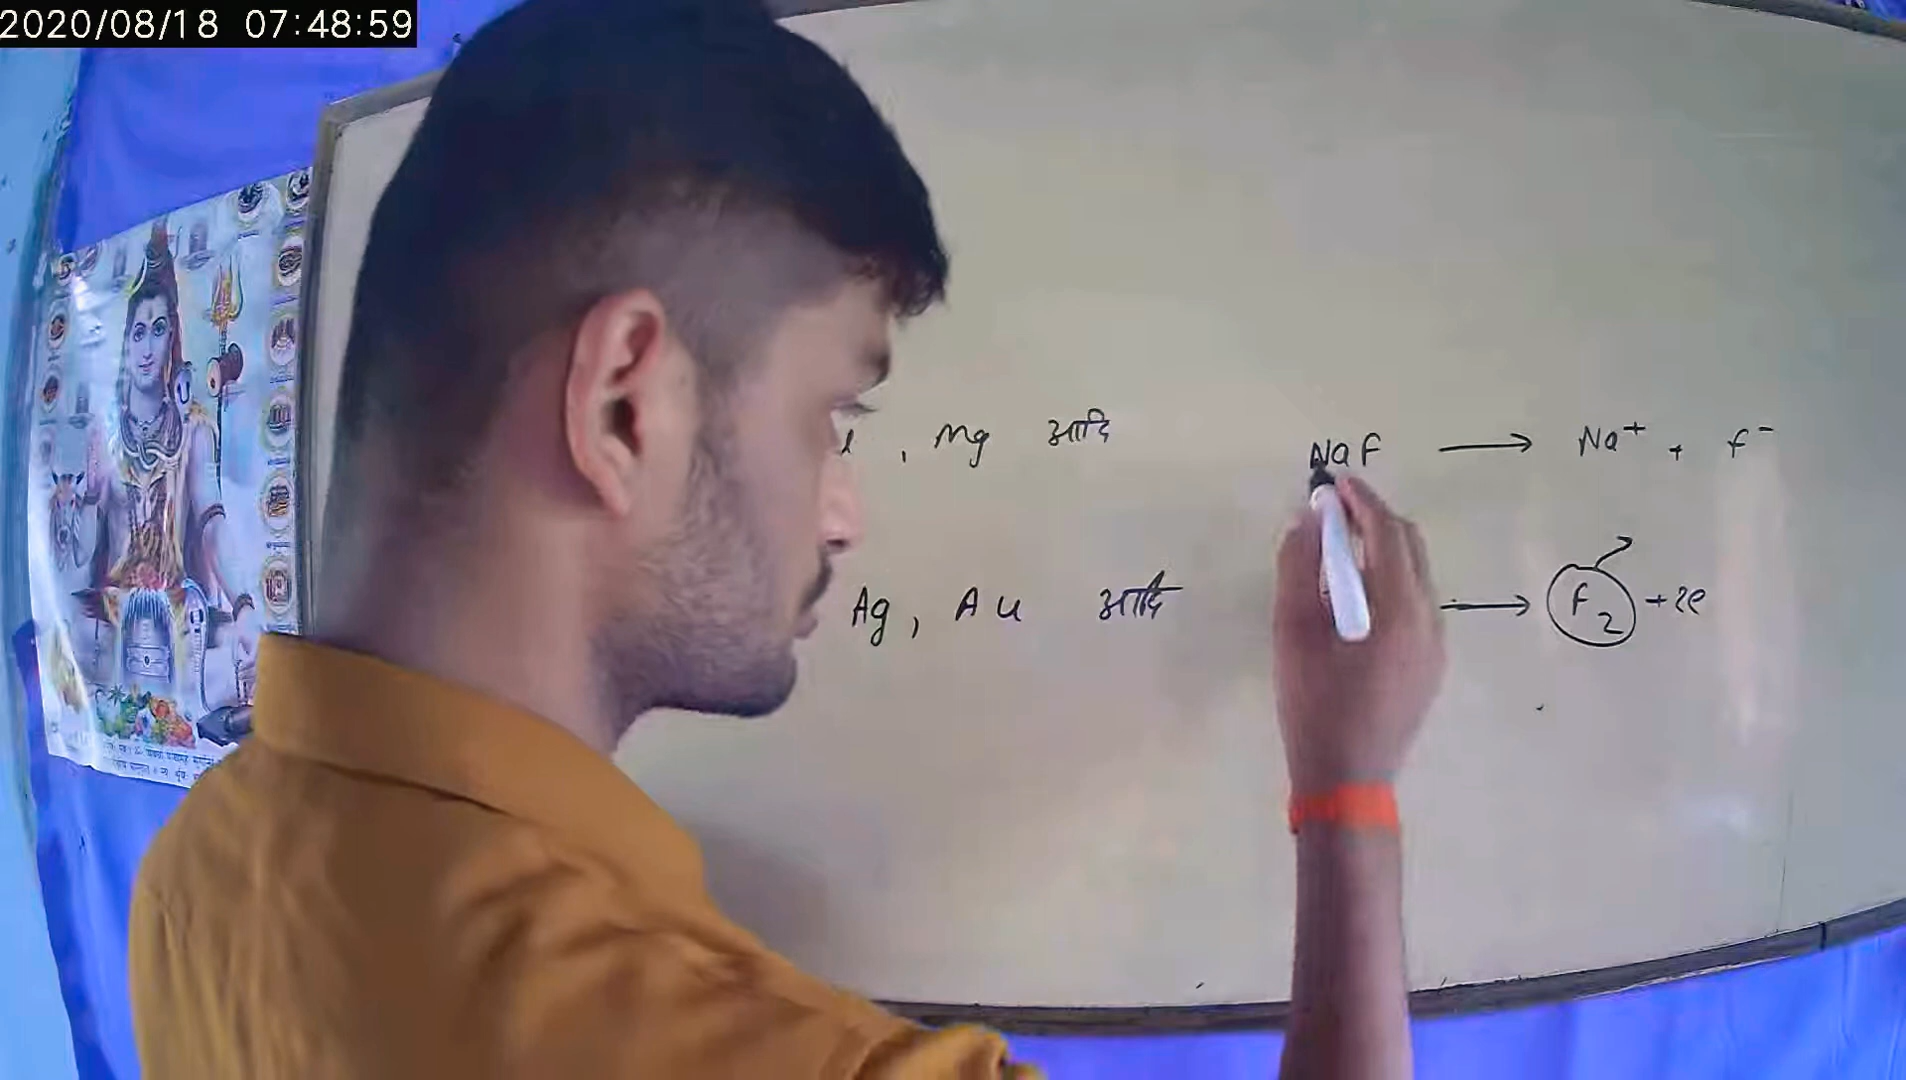 2020/08/18 07:48:59
, Mg आदि
NaF ⟶ Na⁺ + F⁻
Ag, Au आदि
⟶ F₂ + 2e